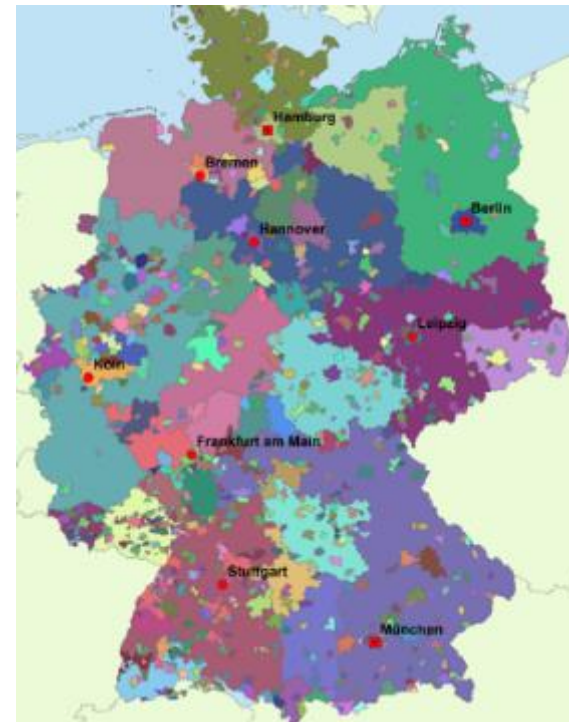 Hamburg
Bremen
Berlin
Hannover
Leipzig
Köln
Frankfurt am Main
Stuttgart
München